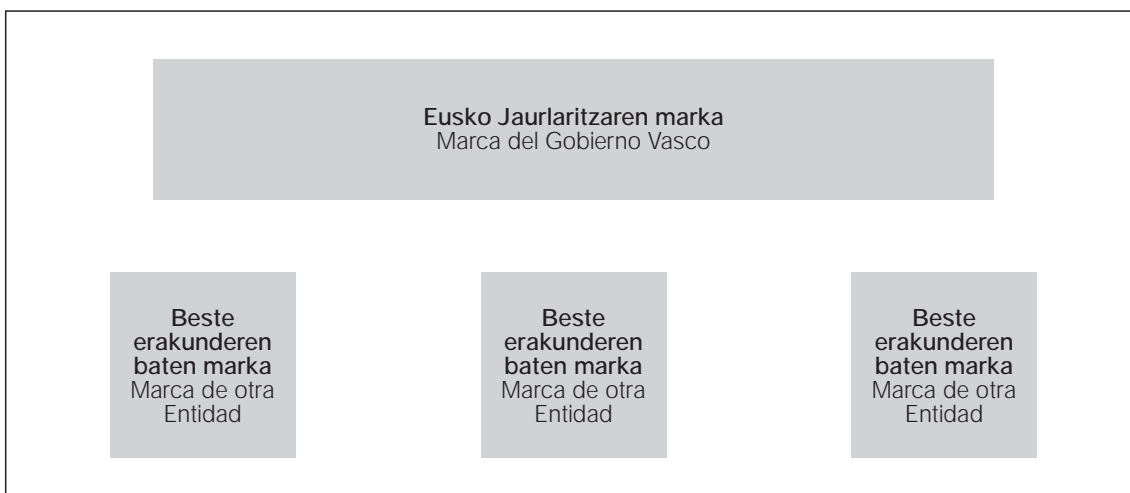 Eusko Jaurlaritzaren marka
Marca del Gobierno Vasco
Beste
erakunderen
baten marka
Marca de otra
Entidad
Beste
erakunderen
baten marka
Marca de otra
Entidad
Beste
erakunderen
baten marka
Marca de otra
Entidad